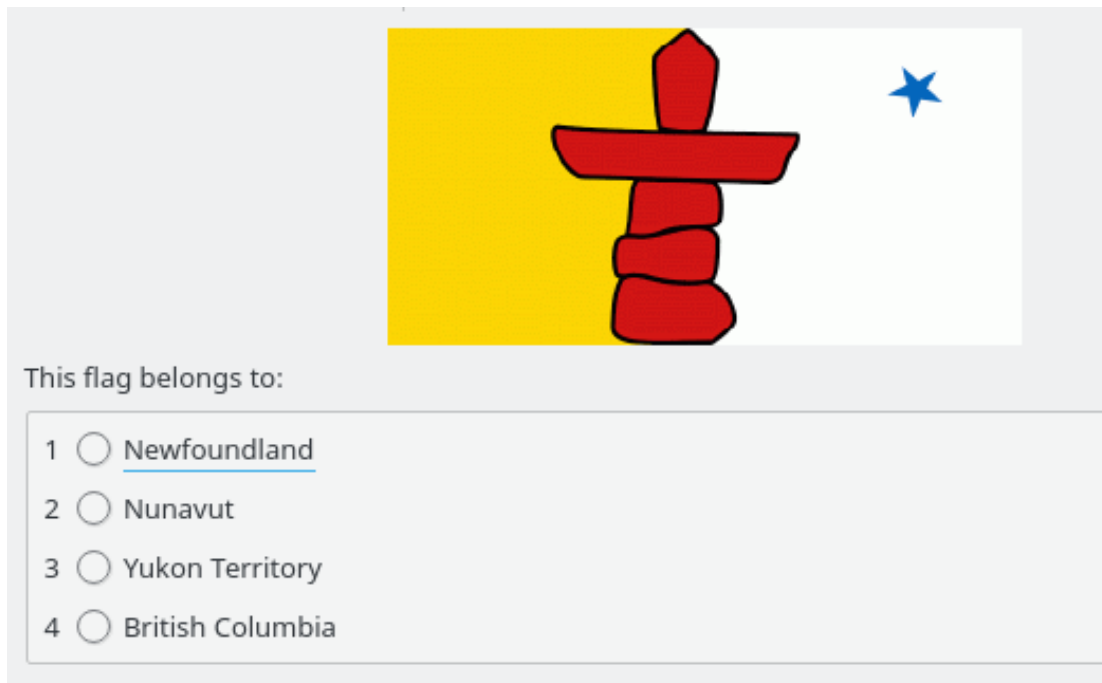 This flag belongs to:
1 Newfoundland
2 Nunavut
3 Yukon Territory
4 British Columbia